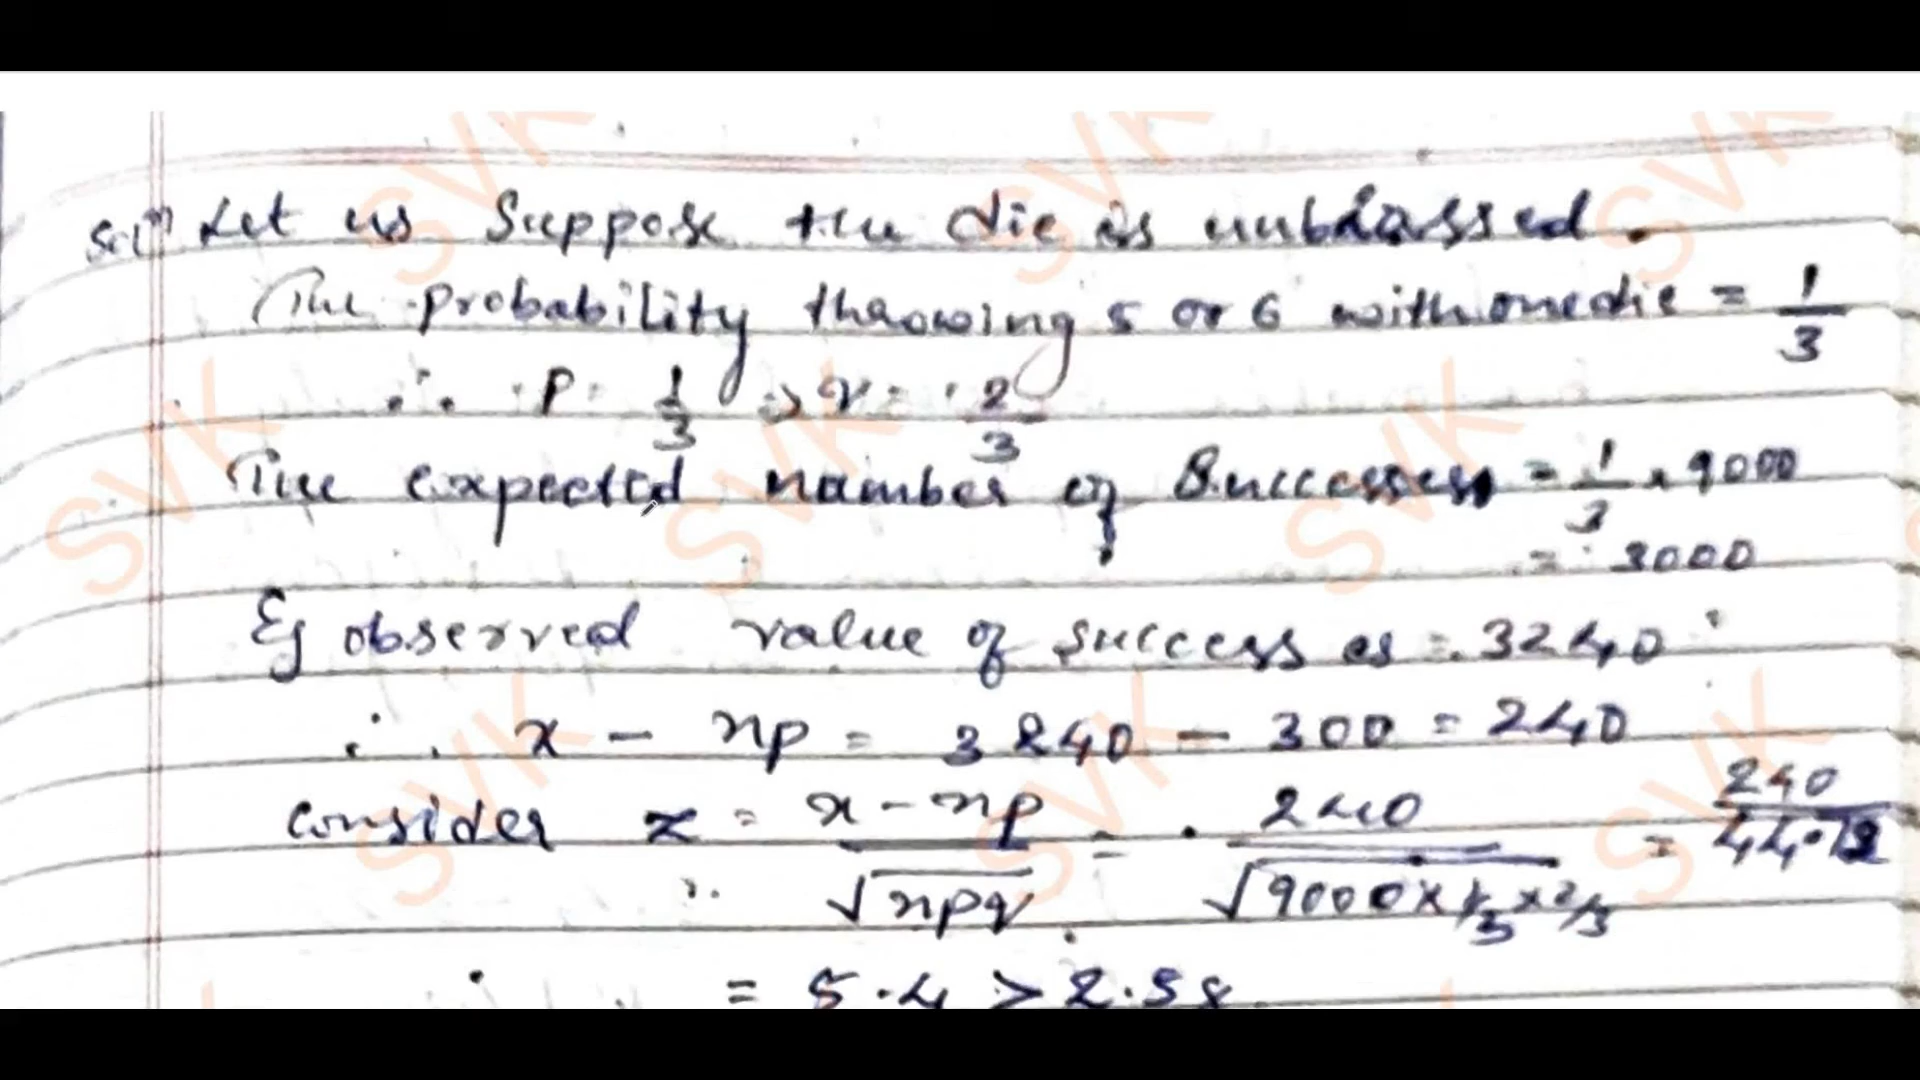 Soln Let us Suppose the die is unbiassed.
The probability throwing 5 or 6 with one die = 1/3
∴ p = 1/3 => q = 2/3
The expected number of Successes = 1/3 x 9000
= 3000
Ej observed value of success es = 3240
∴ x - np = 3240 - 300 = 240
consider z = x - np / √npq = 240 / √9000 x 1/3 x 2/3 = 240 / 44.72
= 5.4 > 2.58
SVK